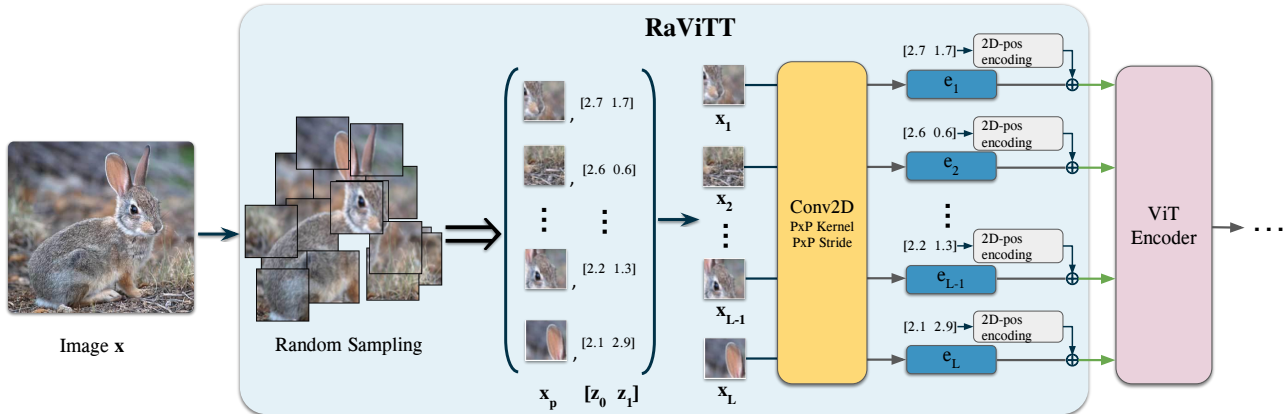 RaViTT
Image x
Random Sampling
, [2.7 1.7]
, [2.6 0.6]
⋮ ⋮
, [2.2 1.3]
, [2.1 2.9]
x_p [z_0 z_1]
x_1
x_2
⋮
x_{L-1}
x_L
Conv2D
PxP Kernel
PxP Stride
[2.7 1.7]
2D-pos
encoding
e_1
[2.6 0.6]
2D-pos
encoding
e_2
⋮
[2.2 1.3]
2D-pos
encoding
e_{L-1}
[2.1 2.9]
2D-pos
encoding
e_L
ViT
Encoder
...